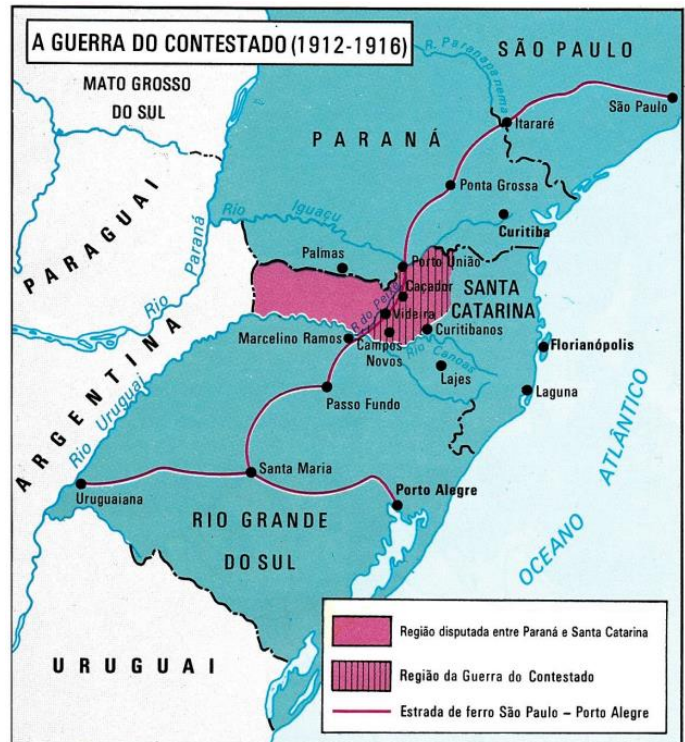 A GUERRA DO CONTESTADO (1912-1916)
MATO GROSSO
DO SUL
SÃO PAULO
R. Paranapanema
São Paulo
Itararé
PARANÁ
PARAGUAI
Rio Paraná
Ponta Grossa
Rio Iguaçu
Curitiba
Palmas
Porto União
Caçador
SANTA
CATARINA
R. do Peixe
Videira
Marcelino Ramos
Campos
Novos
Curitibanos
Rio Canoas
Florianópolis
Lajes
Laguna
ARGENTINA
Rio Uruguai
Passo Fundo
Santa Maria
Uruguaiana
Porto Alegre
RIO GRANDE
DO SUL
OCEANO ATLÂNTICO
URUGUAI
Região disputada entre Paraná e Santa Catarina
Região da Guerra do Contestado
Estrada de ferro São Paulo – Porto Alegre